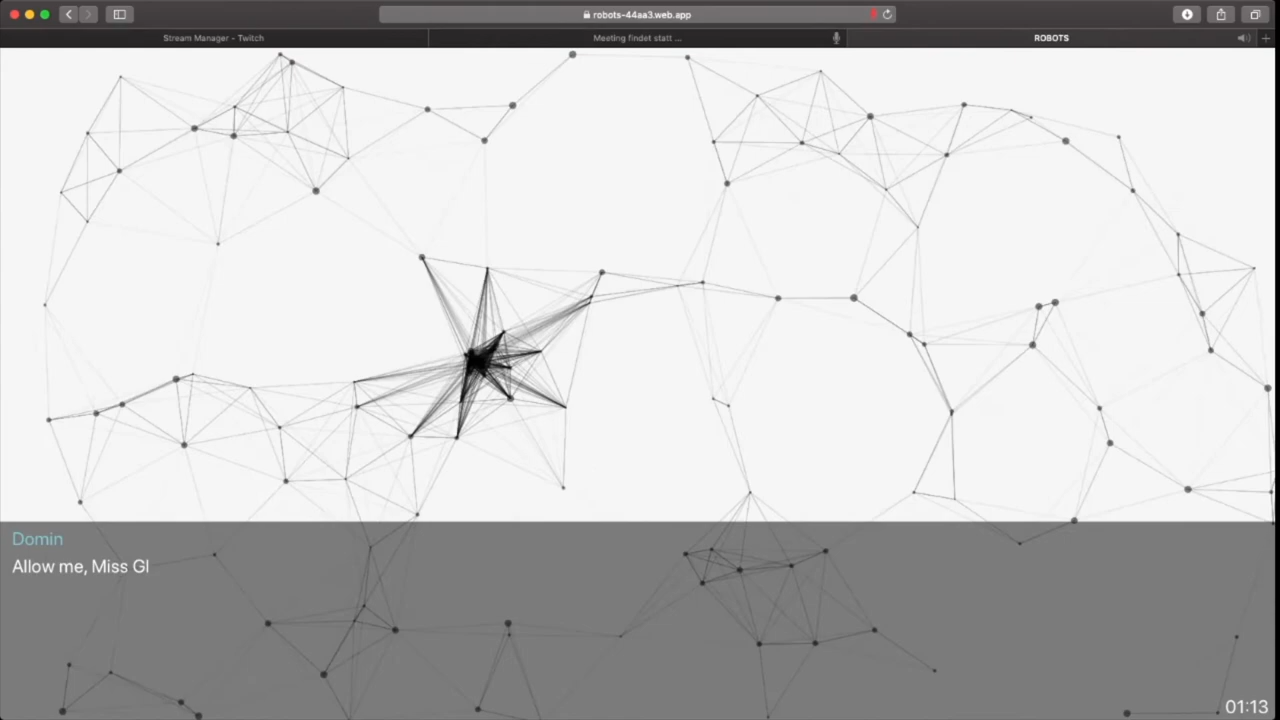 robots-44aa3.web.app
Stream Manager - Twitch
Meeting findet statt ...
ROBOTS
Domin
Allow me, Miss Gl
01:13